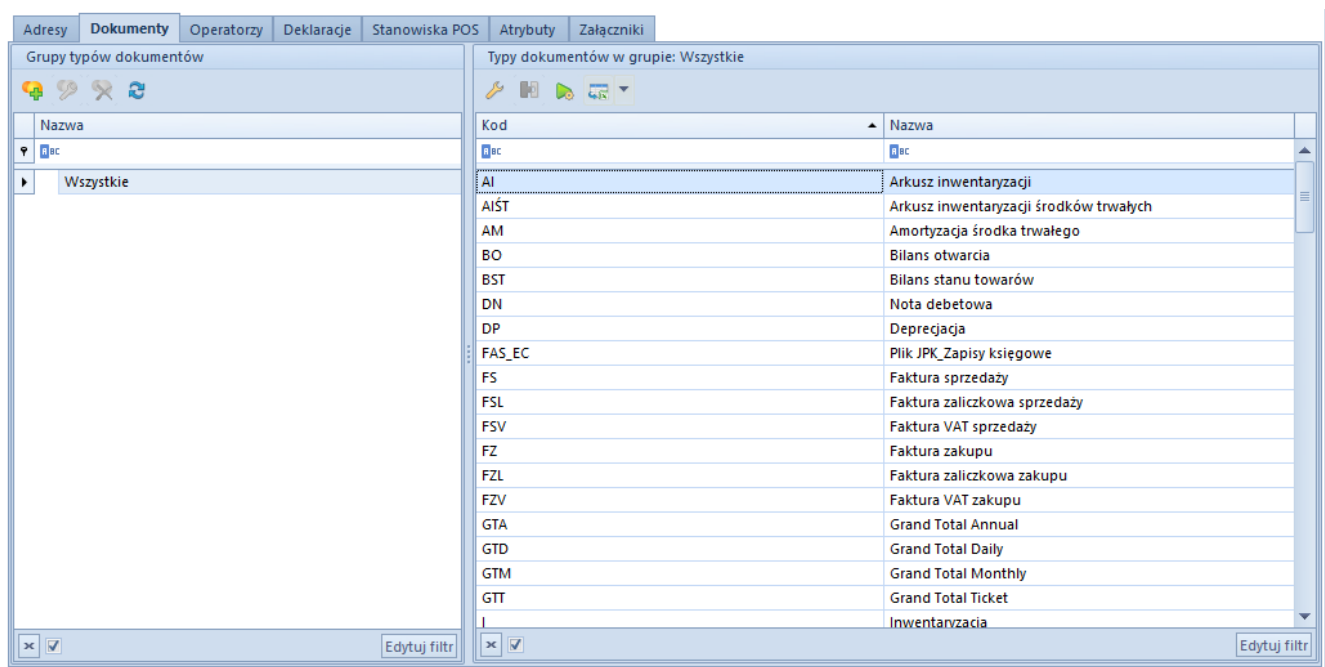 Adresy Dokumenty Operatorzy Deklaracje Stanowiska POS Atrybuty Załączniki
Grupy typów dokumentów
Nazwa
ABC
Wszystkie
Edytuj filtr
Typy dokumentów w grupie: Wszystkie
Kod Nazwa
ABC ABC
AI Arkusz inwentaryzacji
AIŚT Arkusz inwentaryzacji środków trwałych
AM Amortyzacja środka trwałego
BO Bilans otwarcia
BST Bilans stanu towarów
DN Nota debetowa
DP Deprecjacja
FAS_EC Plik JPK_Zapisy księgowe
FS Faktura sprzedaży
FSL Faktura zaliczkowa sprzedaży
FSV Faktura VAT sprzedaży
FZ Faktura zakupu
FZL Faktura zaliczkowa zakupu
FZV Faktura VAT zakupu
GTA Grand Total Annual
GTD Grand Total Daily
GTM Grand Total Monthly
GTT Grand Total Ticket
I Inwentaryzacja
Edytuj filtr